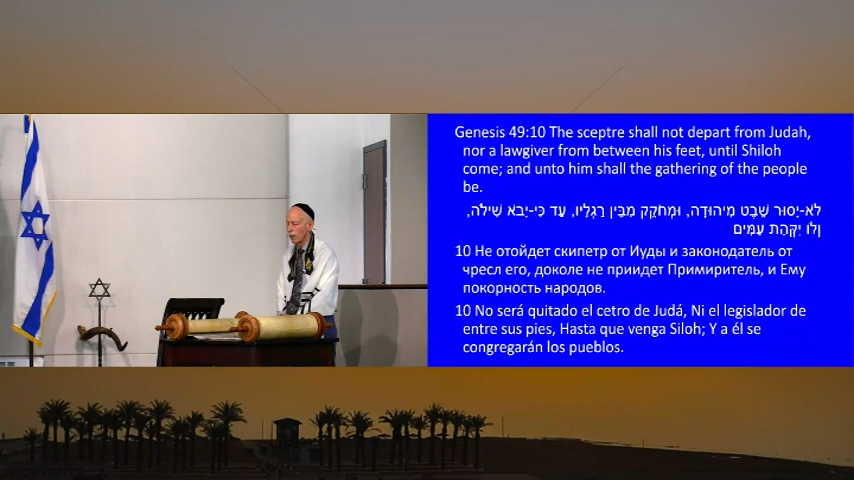 Genesis 49:10 The sceptre shall not depart from Judah,
nor a lawgiver from between his feet, until Shiloh
come; and unto him shall the gathering of the people
be.
לֹא-יָסוּר שֵׁבֶט מִיהוּדָה, וּמְחֹקֵק מִבֵּין רַגְלָיו, עַד כִּי-יָבֹא שִׁילֹה,
וְלוֹ יִקְּהַת עַמִּים
10 Не отойдет скипетр от Иуды и законодатель от
чресл его, доколе не приидет Примиритель, и Ему
покорность народов.
10 No será quitado el cetro de Judá, Ni el legislador de
entre sus pies, Hasta que venga Siloh; Y a él se
congregarán los pueblos.